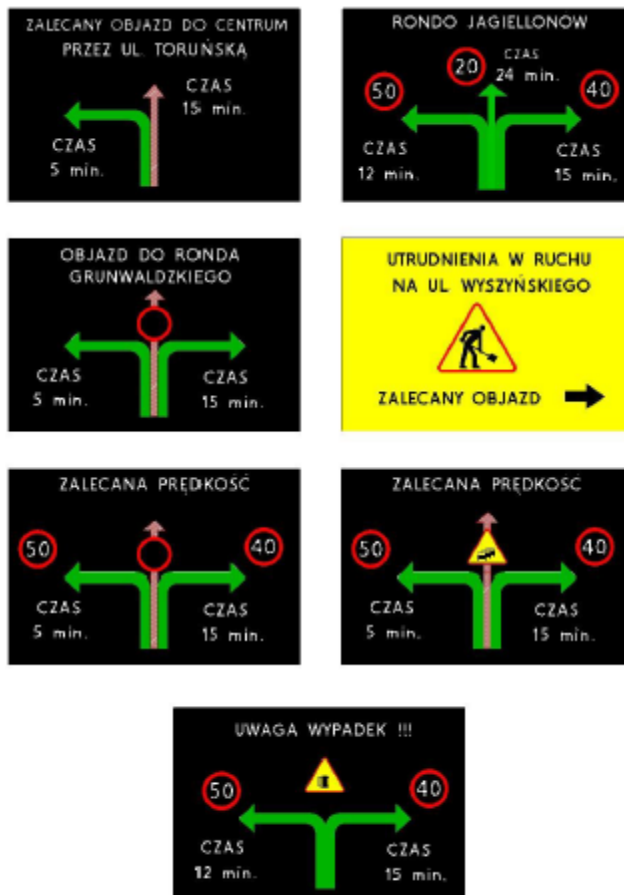 ZALECANY OBJAZD DO CENTRUM
PRZEZ UL. TORUŃSKĄ
CZAS
15 min.
CZAS
5 min.
RONDO JAGIELLONÓW
CZAS
20
24 min.
50
40
CZAS
12 min.
CZAS
15 min.
OBJAZD DO RONDA
GRUNWALDZKIEGO
CZAS
5 min.
CZAS
15 min.
UTRUDNIENIA W RUCHU
NA UL. WYSZYŃSKIEGO
ZALECANY OBJAZD
ZALECANA PRĘDKOŚĆ
50
40
CZAS
5 min.
CZAS
15 min.
ZALECANA PRĘDKOŚĆ
50
40
CZAS
5 min.
CZAS
15 min.
UWAGA WYPADEK !!!
50
40
CZAS
12 min.
CZAS
15 min.